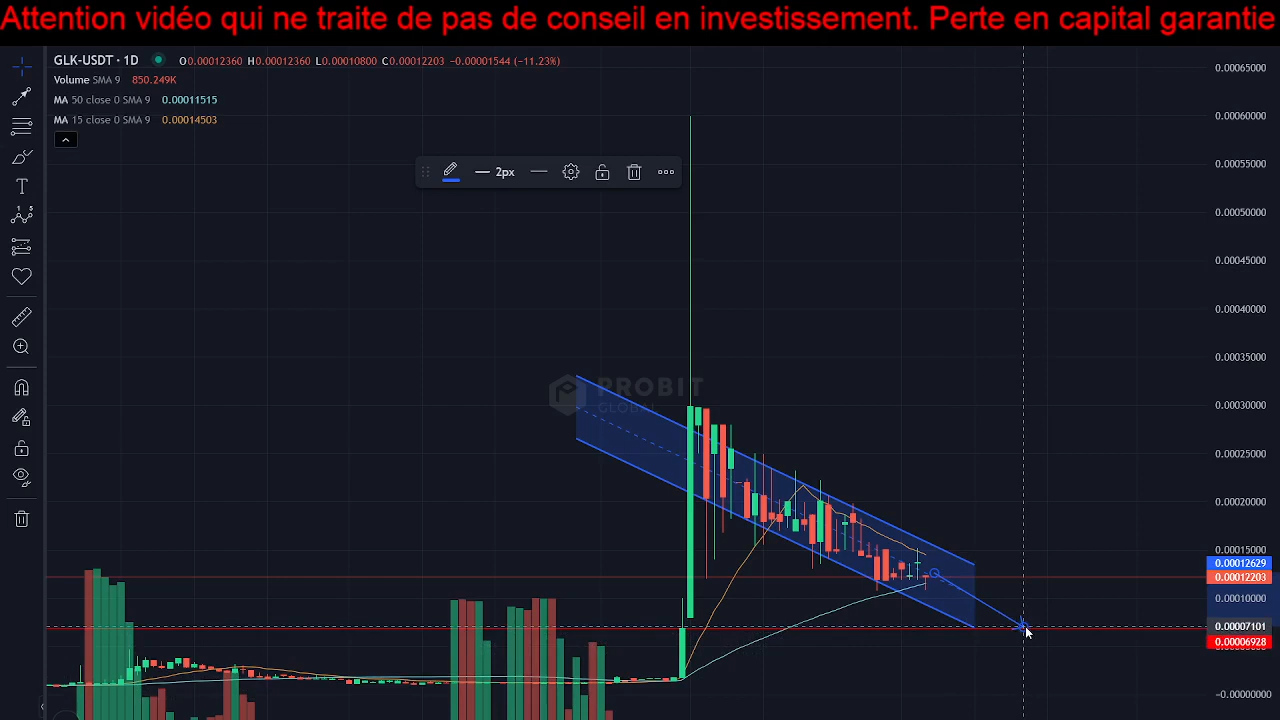 Attention vidéo qui ne traite de pas de conseil en investissement. Perte en capital garantie
GLK-USDT · 1D O0.00012360 H0.00012360 L0.00010800 C0.00012203 -0.00001544 (-11.23%)
Volume SMA 9 850.249K
MA 50 close 0 SMA 9 0.00011515
MA 15 close 0 SMA 9 0.00014503
2px
PROBIT
GLOBAL
0.00065000
0.00060000
0.00055000
0.00050000
0.00045000
0.00040000
0.00035000
0.00030000
0.00025000
0.00020000
0.00015000
0.00012629
0.00012203
0.00010000
0.00007101
0.00006928
-0.00000000